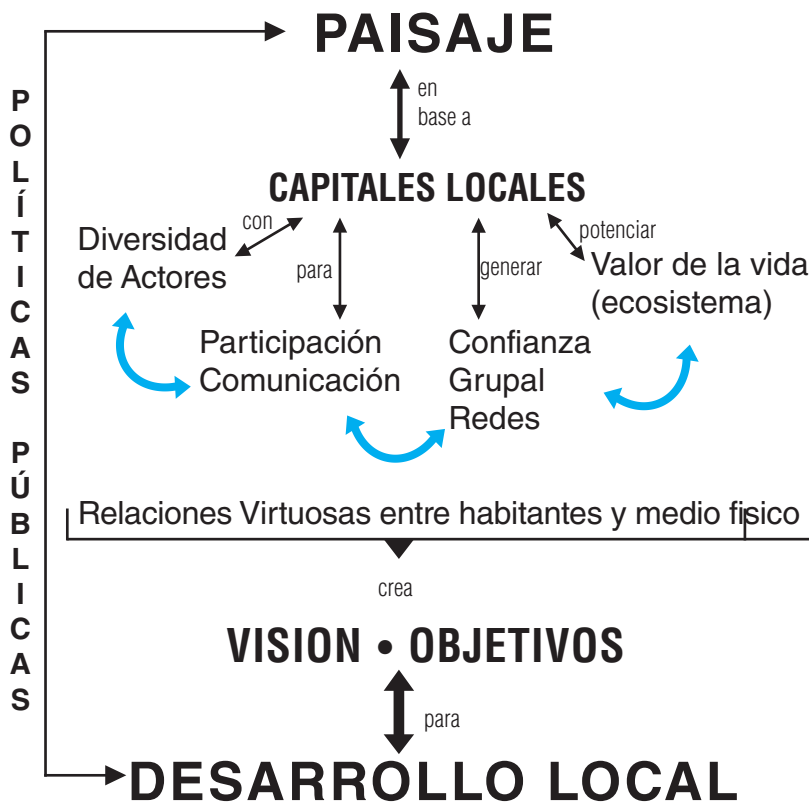 PAISAJE
en
base a
CAPITALES LOCALES
con
para
generar
potenciar
Diversidad
de Actores
Valor de la vida
(ecosistema)
Participación
Comunicación
Confianza
Grupal
Redes
Relaciones Virtuosas entre habitantes y medio fisico
crea
VISION • OBJETIVOS
para
DESARROLLO LOCAL
POLÍTICAS PÚBLICAS